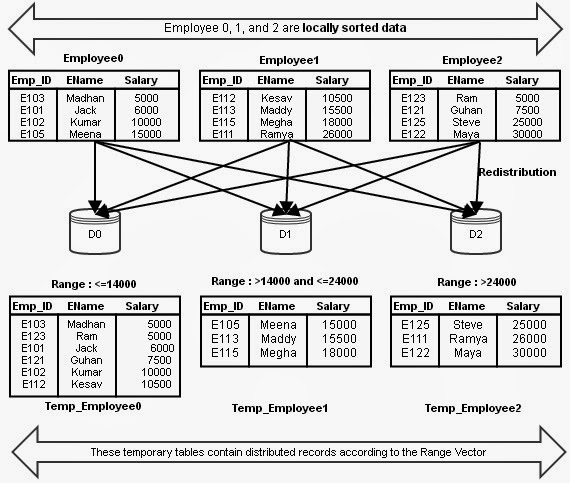 Employee 0, 1, and 2 are locally sorted data
Employee0
Emp_ID EName Salary
E103 Madhan 5000
E101 Jack 6000
E102 Kumar 10000
E105 Meena 15000
Employee1
Emp_ID EName Salary
E112 Kesav 10500
E113 Maddy 15500
E115 Megha 18000
E111 Ramya 26000
Employee2
Emp_ID EName Salary
E123 Ram 5000
E121 Guhan 7500
E125 Steve 25000
E122 Maya 30000
Redistribution
D0
D1
D2
Range : <=14000
Emp_ID EName Salary
E103 Madhan 5000
E123 Ram 5000
E101 Jack 6000
E121 Guhan 7500
E102 Kumar 10000
E112 Kesav 10500
Temp_Employee0
Range : >14000 and <=24000
Emp_ID EName Salary
E105 Meena 15000
E113 Maddy 15500
E115 Megha 18000
Temp_Employee1
Range : >24000
Emp_ID EName Salary
E125 Steve 25000
E111 Ramya 26000
E122 Maya 30000
Temp_Employee2
These temporary tables contain distributed records according to the Range Vector